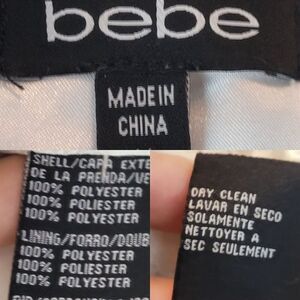 bebe
MADE IN
CHINA
SHELL/CAPA EXTE
DE LA PRENDA/VE
100% POLYESTER
100% POLIESTER
100% POLYESTER
LINING/FORRO/DOUB
100% POLYESTER
100% POLIESTER
100% POLYESTER
DRY CLEAN
LAVAR EN SECO
SOLAMENTE
NETTOYER A
SEC SEULEMENT